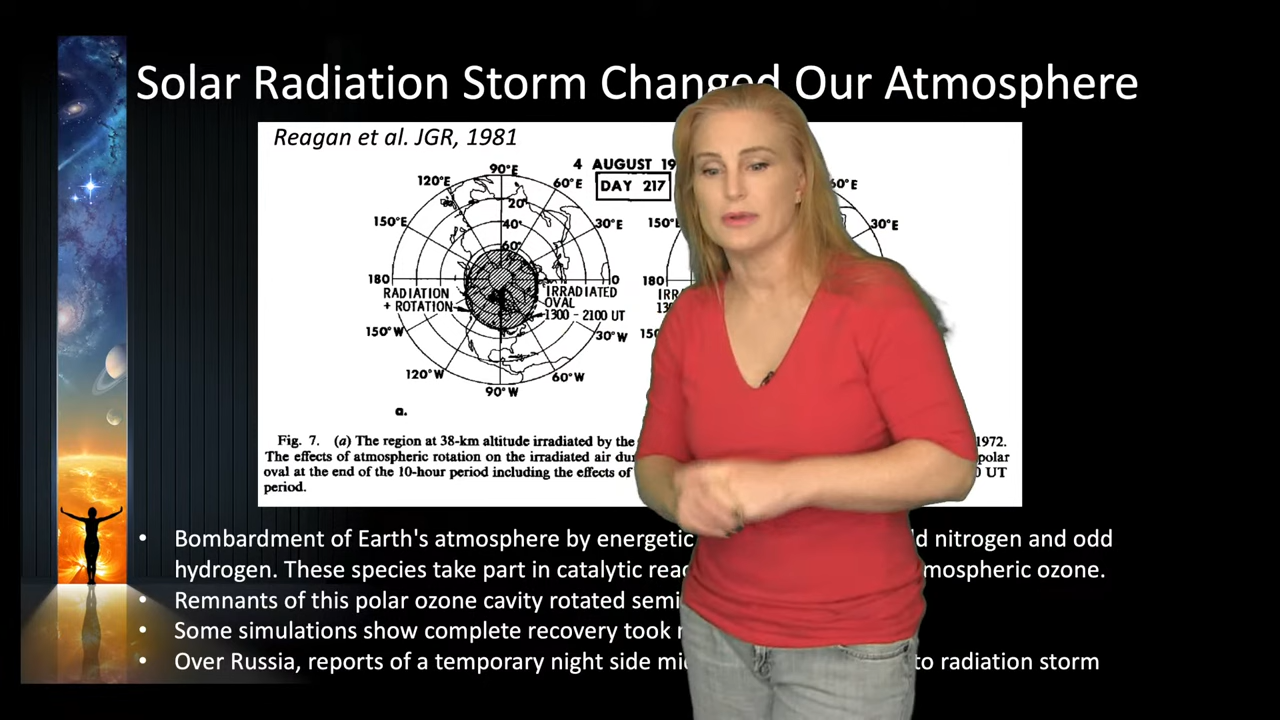 Solar Radiation Storm Changed Our Atmosphere
Reagan et al. JGR, 1981
4 AUGUST 19
DAY 217
90°E
120°E
60°E
60°E
150°E
20°
40°
60°
30°E
150°E
30°E
180
0
180
RADIATION
+ ROTATION
IRRADIATED
OVAL
1300 - 2100 UT
150°W
30°W
120°W
60°W
90°W
a.
Fig. 7. (a) The region at 38-km altitude irradiated by the 1972.
The effects of atmospheric rotation on the irradiated air polar
oval at the end of the 10-hour period including the effects of UT
period.
• Bombardment of Earth's atmosphere by nitrogen and odd
hydrogen. These species take part in catalytic ozone.
• Remnants of this polar ozone cavity rotated
• Some simulations show complete recovery took
• Over Russia, reports of a temporary night side to radiation storm